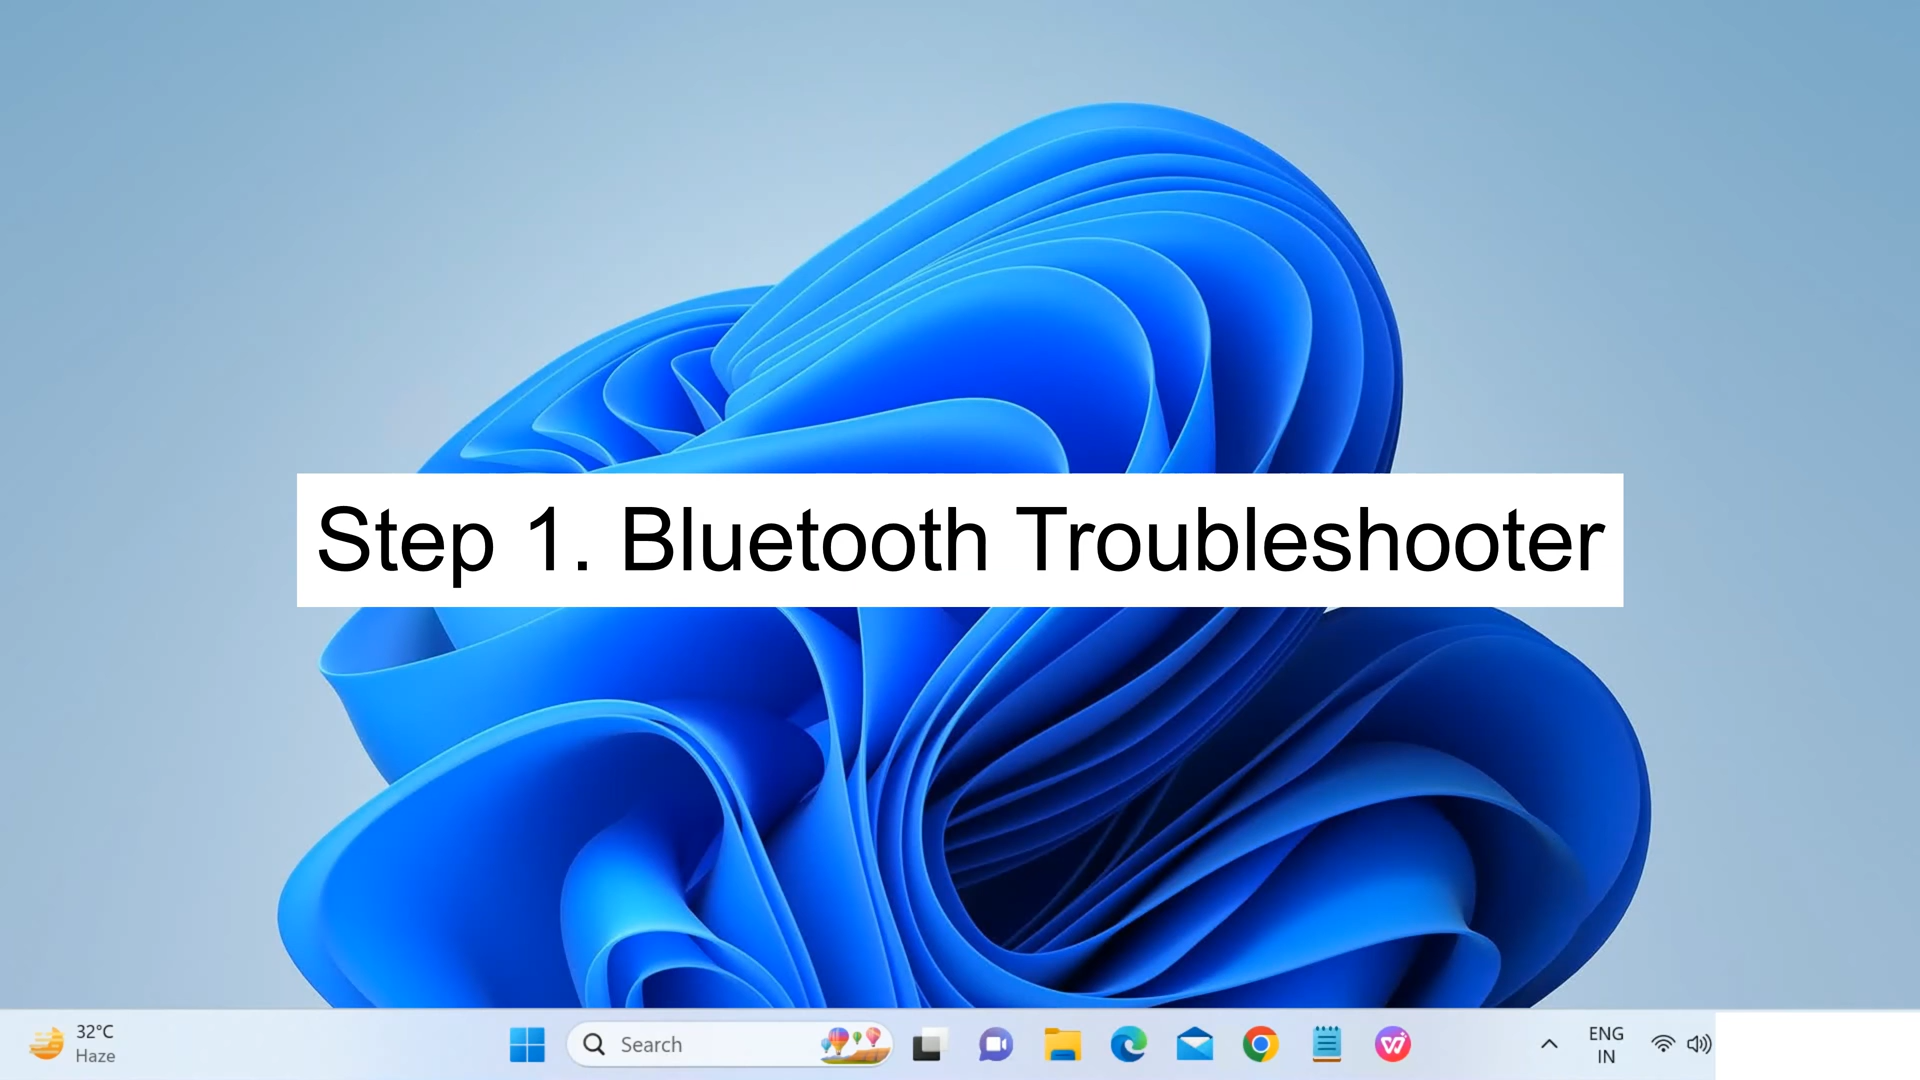 Step 1. Bluetooth Troubleshooter
32°C
Haze
Search
ENG
IN